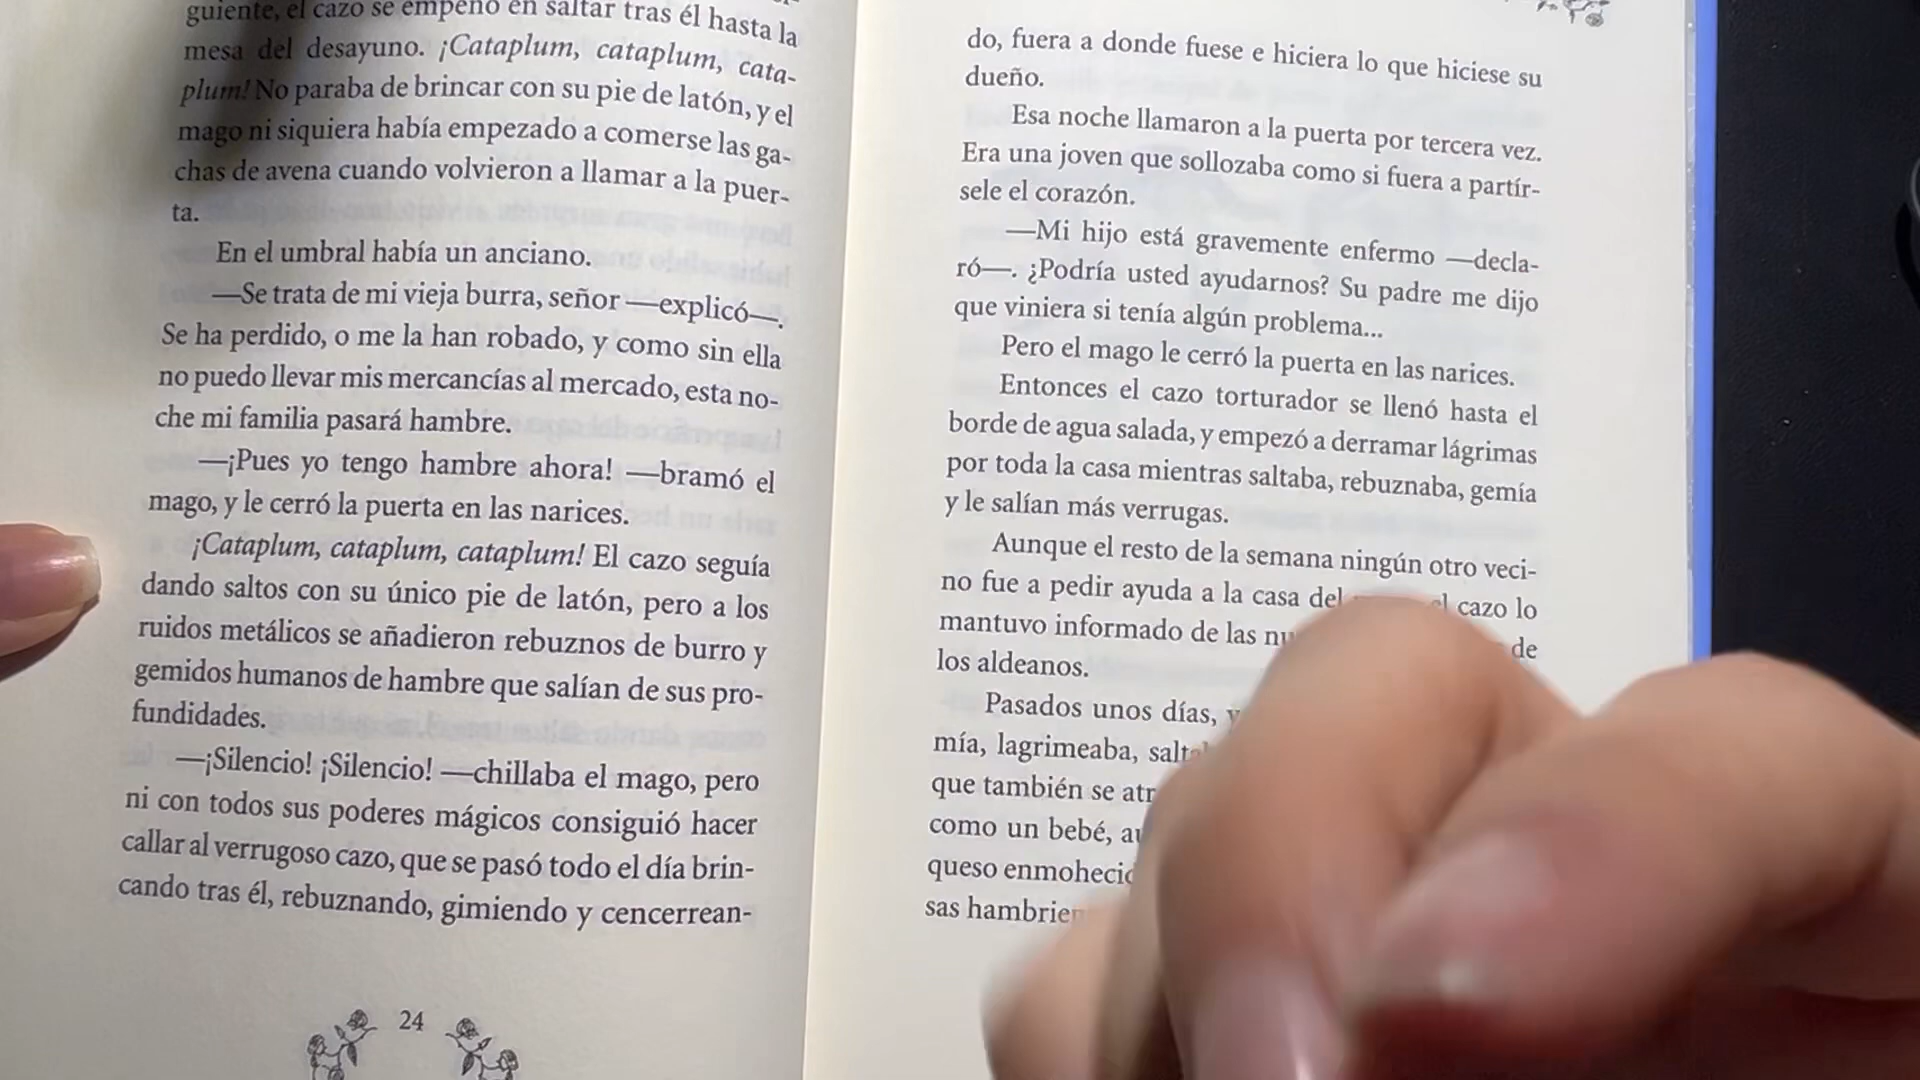 guiente, el cazo se empeñó en saltar tras él hasta la
mesa del desayuno. ¡Cataplum, cataplum, cata-
plum! No paraba de brincar con su pie de latón, y el
mago ni siquiera había empezado a comerse las ga-
chas de avena cuando volvieron a llamar a la puer-
ta.
En el umbral había un anciano.
—Se trata de mi vieja burra, señor —explicó—.
Se ha perdido, o me la han robado, y como sin ella
no puedo llevar mis mercancías al mercado, esta no-
che mi familia pasará hambre.
—¡Pues yo tengo hambre ahora! —bramó el
mago, y le cerró la puerta en las narices.
¡Cataplum, cataplum, cataplum! El cazo seguía
dando saltos con su único pie de latón, pero a los
ruidos metálicos se añadieron rebuznos de burro y
gemidos humanos de hambre que salían de sus pro-
fundidades.
—¡Silencio! ¡Silencio! —chillaba el mago, pero
ni con todos sus poderes mágicos consiguió hacer
callar al verrugoso cazo, que se pasó todo el día brin-
cando tras él, rebuznando, gimiendo y cencerrean-
24
do, fuera a donde fuese e hiciera lo que hiciese su
dueño.
Esa noche llamaron a la puerta por tercera vez.
Era una joven que sollozaba como si fuera a partír-
sele el corazón.
—Mi hijo está gravemente enfermo —decla-
ró—. ¿Podría usted ayudarnos? Su padre me dijo
que viniera si tenía algún problema...
Pero el mago le cerró la puerta en las narices.
Entonces el cazo torturador se llenó hasta el
borde de agua salada, y empezó a derramar lágrimas
por toda la casa mientras saltaba, rebuznaba, gemía
y le salían más verrugas.
Aunque el resto de la semana ningún otro veci-
no fue a pedir ayuda a la casa del cazo lo
mantuvo informado de las de
los aldeanos.
Pasados unos días,
mía, lagrimeaba,
que también se
como un bebé,
queso
sas